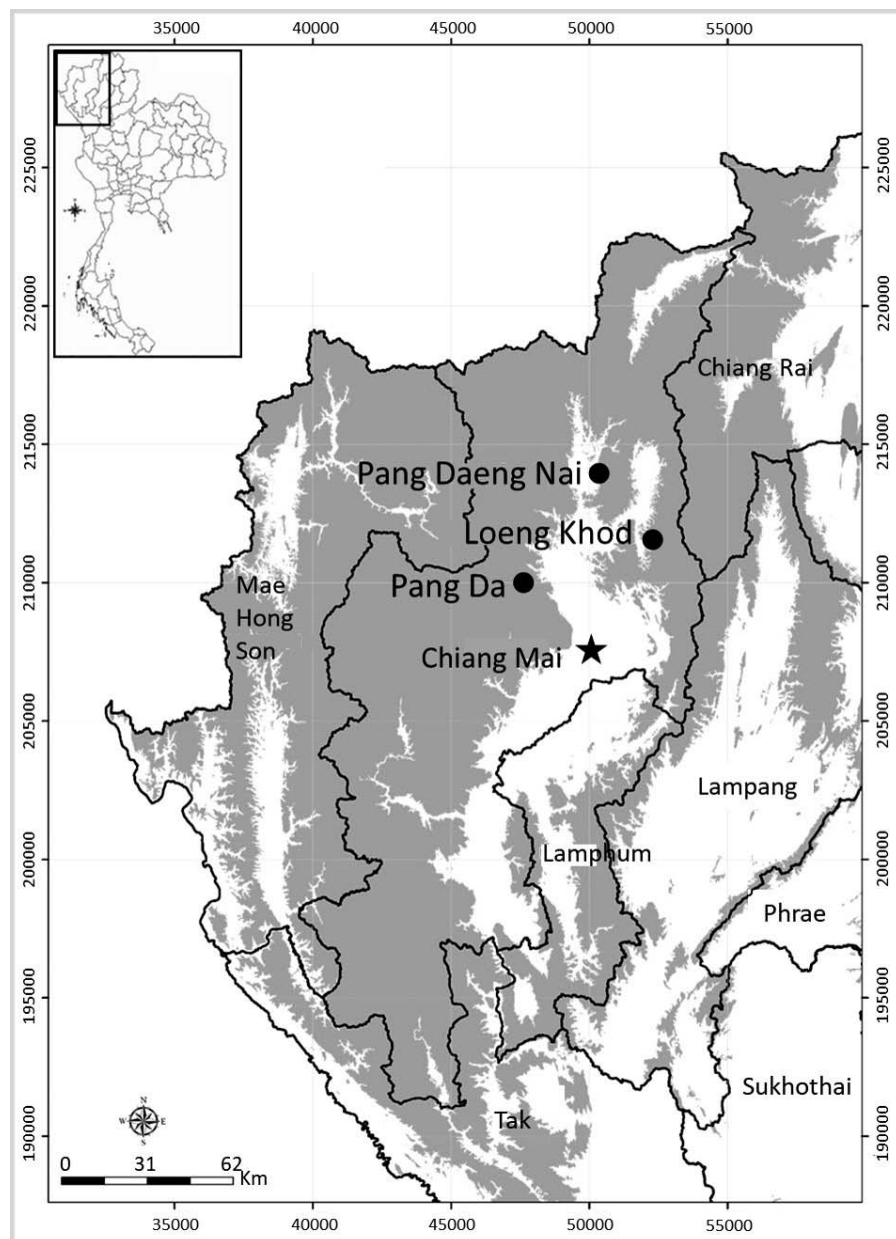 35000 40000 45000 50000 55000
225000 225000
220000 220000
Chiang Rai
215000 215000
Pang Daeng Nai
Loeng Khod
210000 210000
Pang Da
Mae
Hong
Son
Chiang Mai
205000 205000
Lampang
200000 200000
Lamphum
Phrae
195000 195000
Sukhothai
190000 190000
Tak
N
W E
S
0 31 62
Km
35000 40000 45000 50000 55000